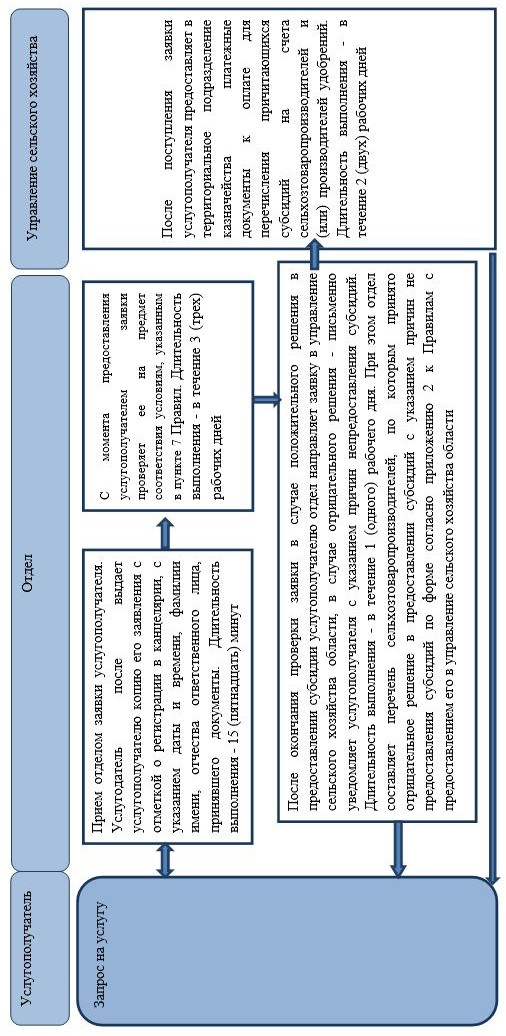 Услугополучатель
Отдел
Управление сельского хозяйства
Запрос на услугу
Прием отделом заявки услугополучателя.
Услугодатель после выдает
услугополучателю копию его заявления с
отметкой о регистрации в канцелярии, с
указанием даты и времени, фамилии
имени, отчества ответственного лица,
принявшего документы. Длительность
выполнения - 15 (пятнадцать) минут
С момента предоставления
услугополучателем заявки
проверяет ее на предмет
соответствия условиям, указанным
в пункте 7 Правил. Длительность
выполнения - в течение 3 (трех)
рабочих дней
После окончания проверки заявки в случае положительного решения в
предоставлении субсидии услугополучателю отдел направляет заявку в управление
сельского хозяйства области, в случае отрицательного решения - письменно
уведомляет услугополучателя с указанием причин непредоставления субсидий.
Длительность выполнения - в течение 1 (одного) рабочего дня. При этом отдел
составляет перечень сельхозтоваропроизводителей, по которым принято
отрицательное решение в предоставлении субсидий с указанием причин не
предоставления субсидий по форме согласно приложению 2 к Правилам с
предоставлением его в управление сельского хозяйства области
После поступления заявки
услугополучателя предоставляет в
территориальное подразделение
казначейства платежные
документы к оплате для
перечисления причитающихся
субсидий на счета
сельхозтоваропроизводителей и
(или) производителей удобрений.
Длительность выполнения - в
течение 2 (двух) рабочих дней